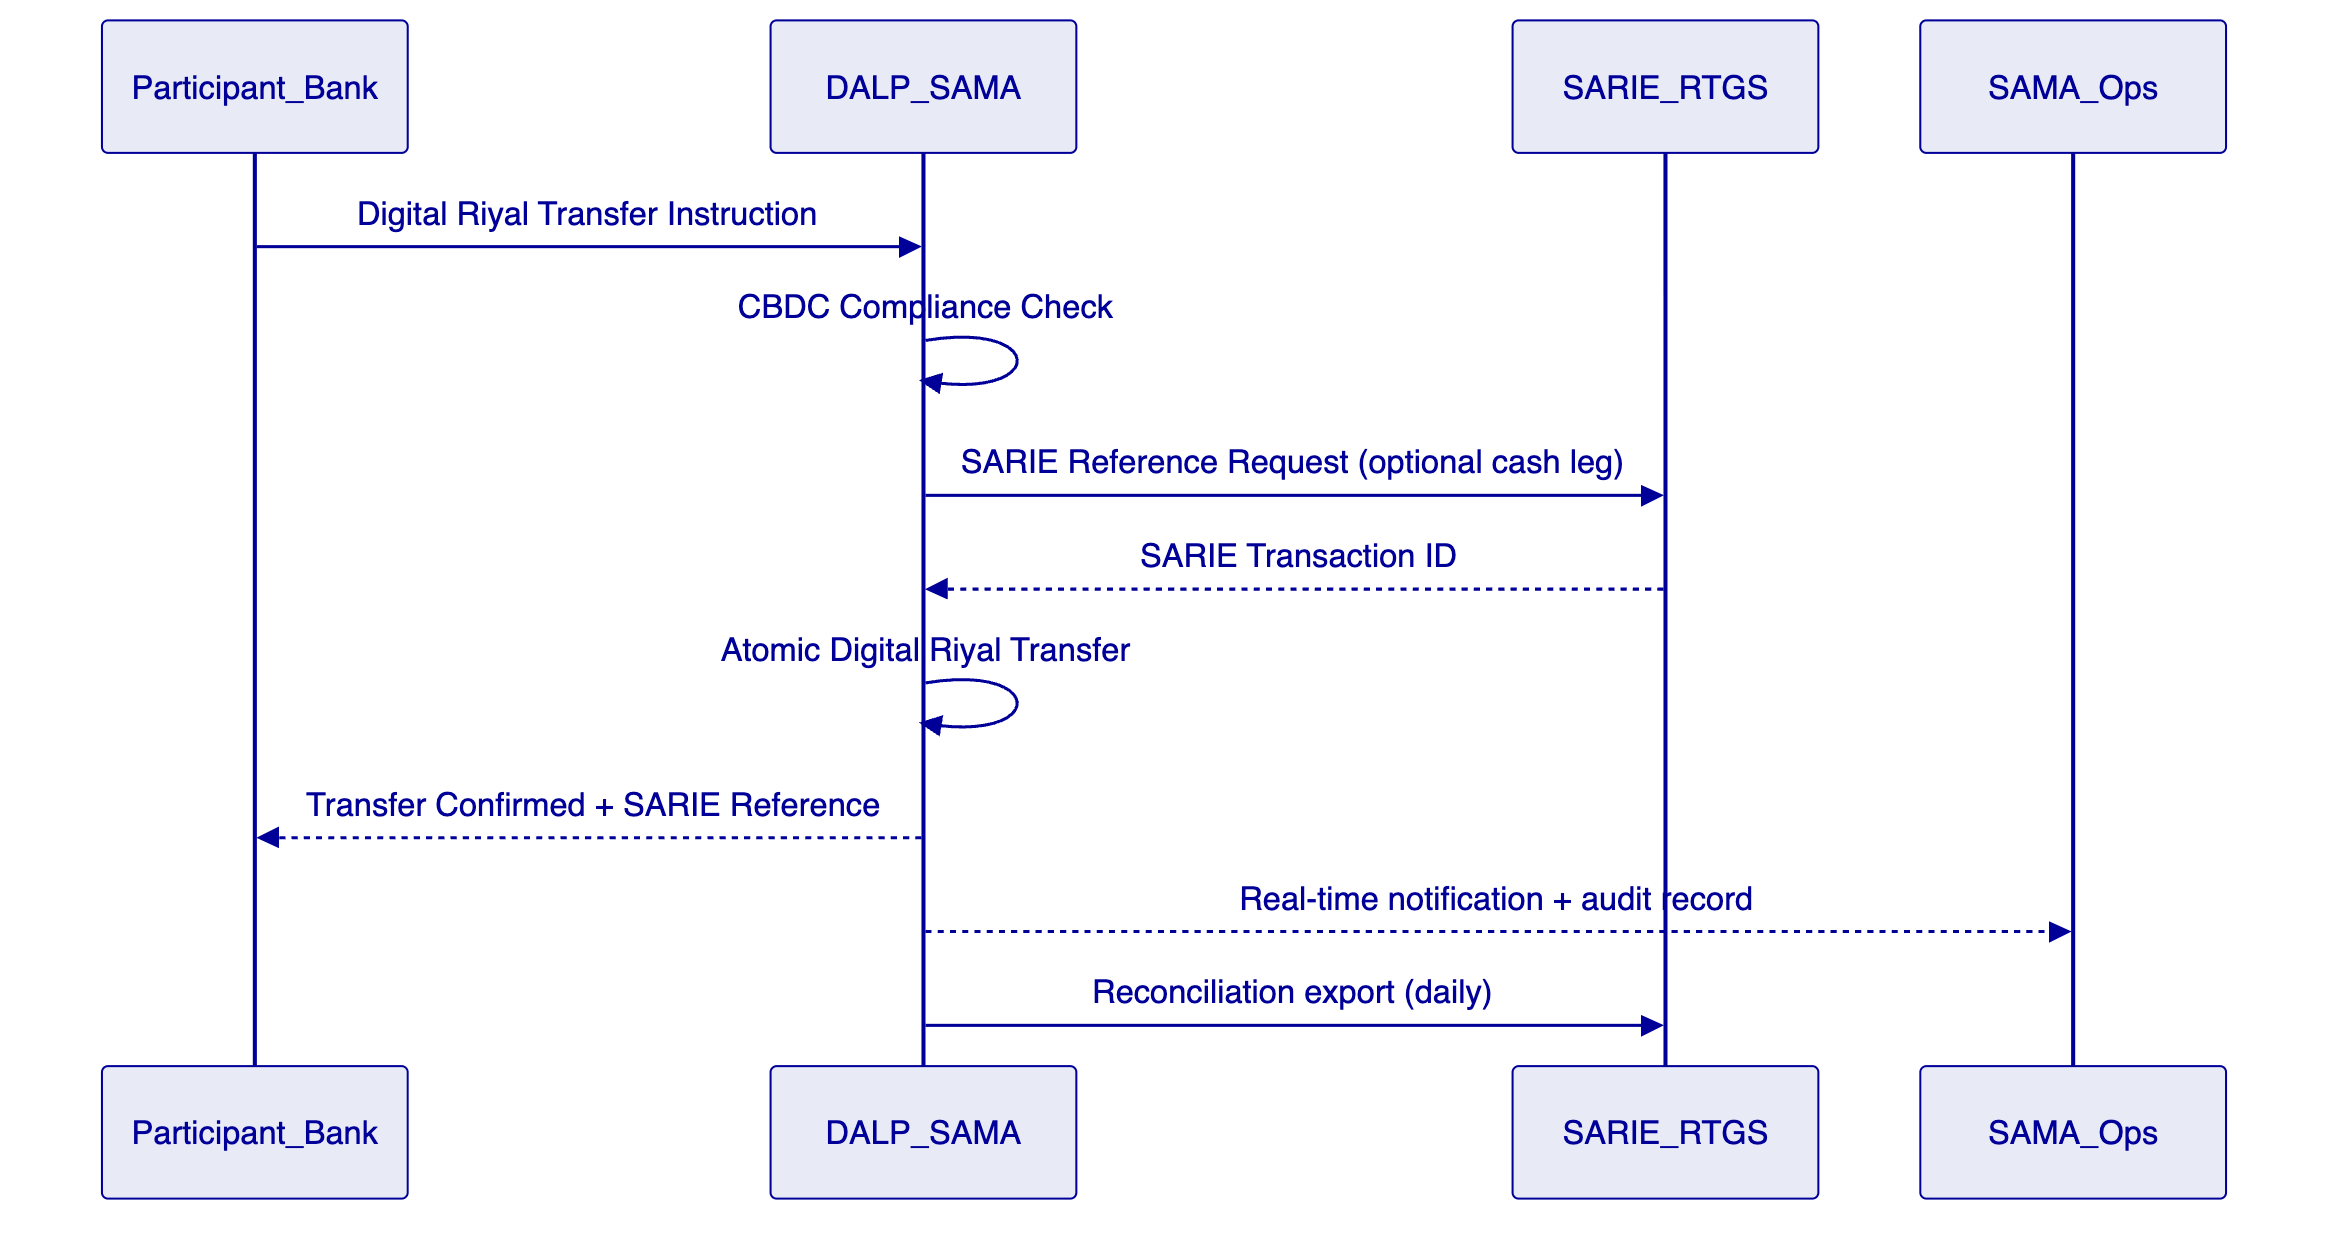 Participant_Bank
DALP_SAMA
SARIE_RTGS
SAMA_Ops
Digital Riyal Transfer Instruction
CBDC Compliance Check
SARIE Reference Request (optional cash leg)
SARIE Transaction ID
Atomic Digital Riyal Transfer
Transfer Confirmed + SARIE Reference
Real-time notification + audit record
Reconciliation export (daily)
Participant_Bank
DALP_SAMA
SARIE_RTGS
SAMA_Ops